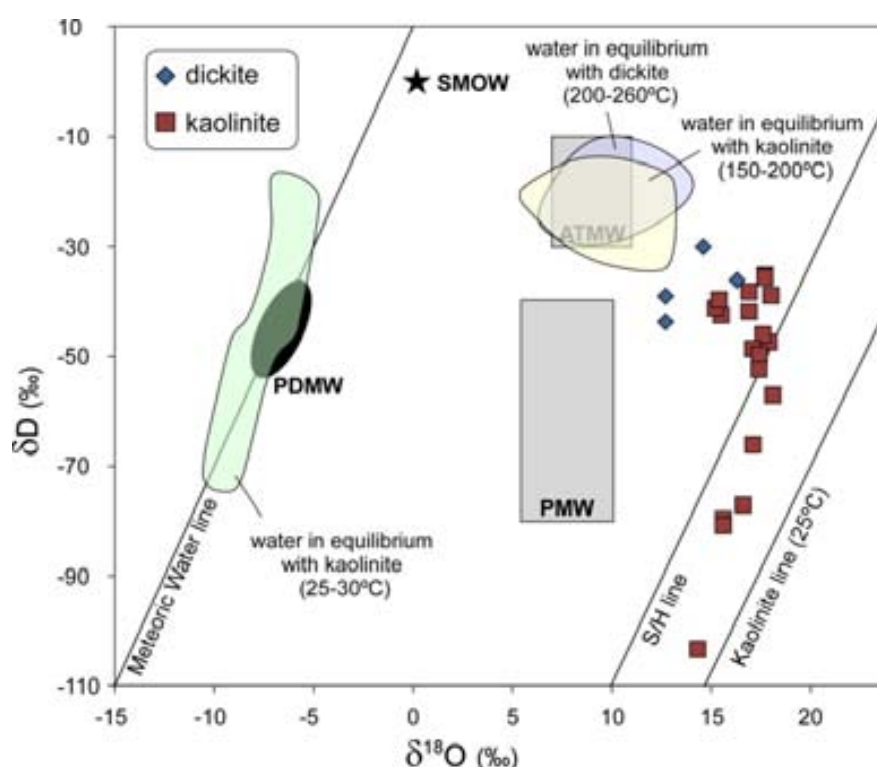 10
-10
-30
-50
-70
-90
-110
δD (‰)
dickite
kaolinite
SMOW
water in equilibrium
with dickite
(200-260ºC)
water in equilibrium
with kaolinite
(150-200ºC)
ATMW
PDMW
PMW
water in equilibrium
with kaolinite
(25-30ºC)
Meteoric Water line
S/H line
Kaolinite line (25ºC)
-15
-10
-5
0
5
10
15
20
δ¹⁸O (‰)